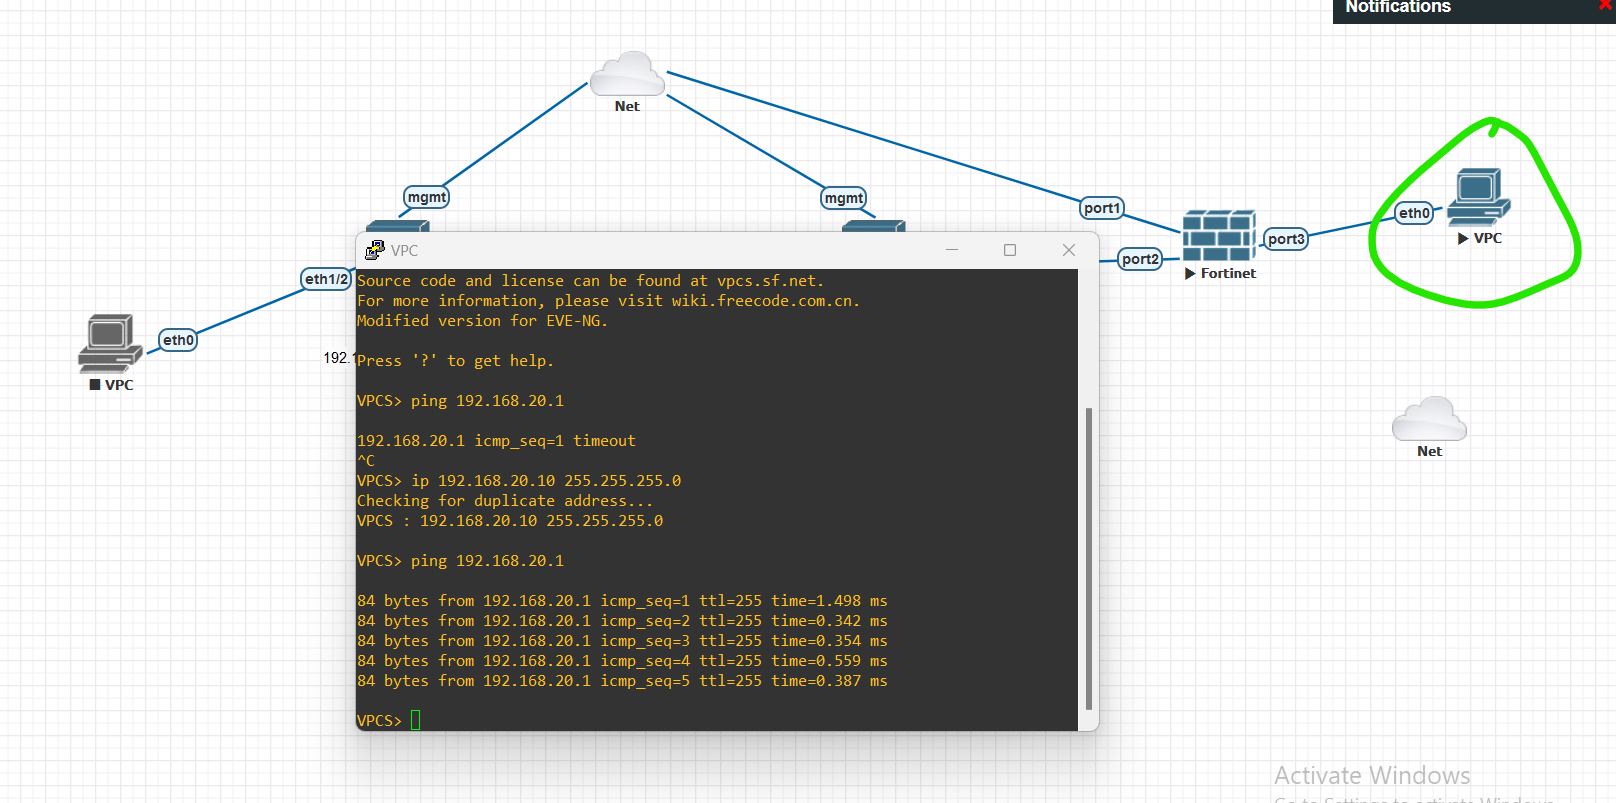 Notifications
Net
mgmt
mgmt
port1
eth0
VPC
port3
port2
Fortinet
eth1/2
eth0
VPC
192.1
Net
VPC
Source code and license can be found at vpcs.sf.net.
For more information, please visit wiki.freecode.com.cn.
Modified version for EVE-NG.
Press '?' to get help.
VPCS> ping 192.168.20.1
192.168.20.1 icmp_seq=1 timeout
^C
VPCS> ip 192.168.20.10 255.255.255.0
Checking for duplicate address...
VPCS : 192.168.20.10 255.255.255.0
VPCS> ping 192.168.20.1
84 bytes from 192.168.20.1 icmp_seq=1 ttl=255 time=1.498 ms
84 bytes from 192.168.20.1 icmp_seq=2 ttl=255 time=0.342 ms
84 bytes from 192.168.20.1 icmp_seq=3 ttl=255 time=0.354 ms
84 bytes from 192.168.20.1 icmp_seq=4 ttl=255 time=0.559 ms
84 bytes from 192.168.20.1 icmp_seq=5 ttl=255 time=0.387 ms
VPCS>
Activate Windows
Go to Settings to activate Windows